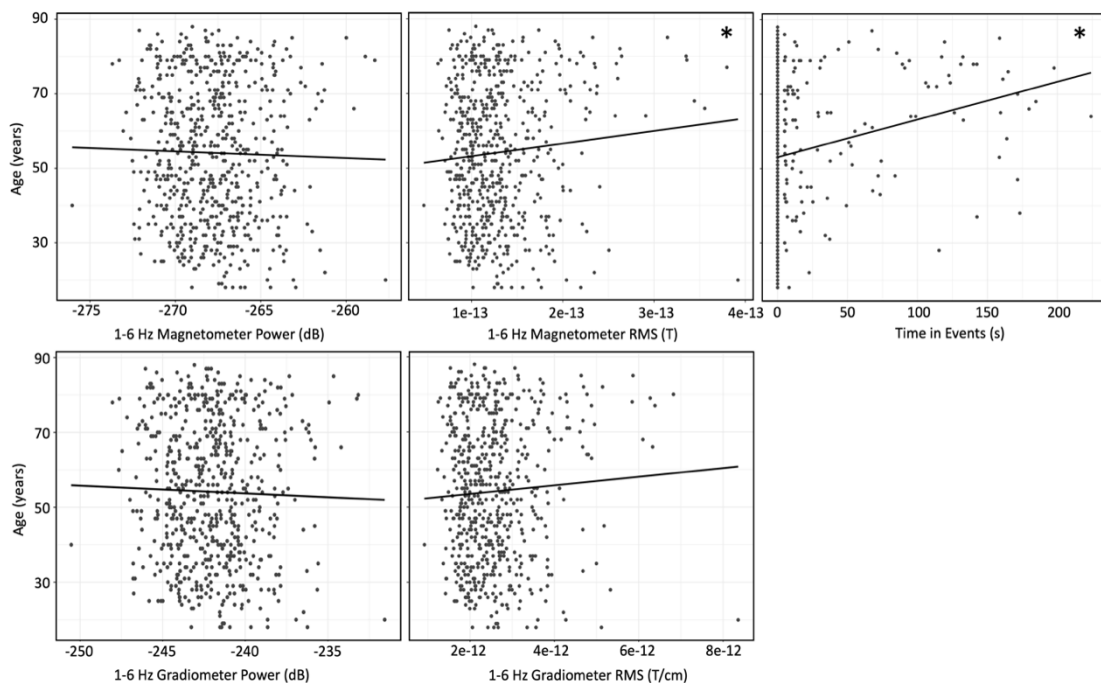 90
70
50
30
Age (years)
-275
-270
-265
-260
1-6 Hz Magnetometer Power (dB)
*
1e-13
2e-13
3e-13
4e-13
1-6 Hz Magnetometer RMS (T)
*
0
50
100
150
200
Time in Events (s)
90
70
50
30
Age (years)
-250
-245
-240
-235
1-6 Hz Gradiometer Power (dB)
2e-12
4e-12
6e-12
8e-12
1-6 Hz Gradiometer RMS (T/cm)